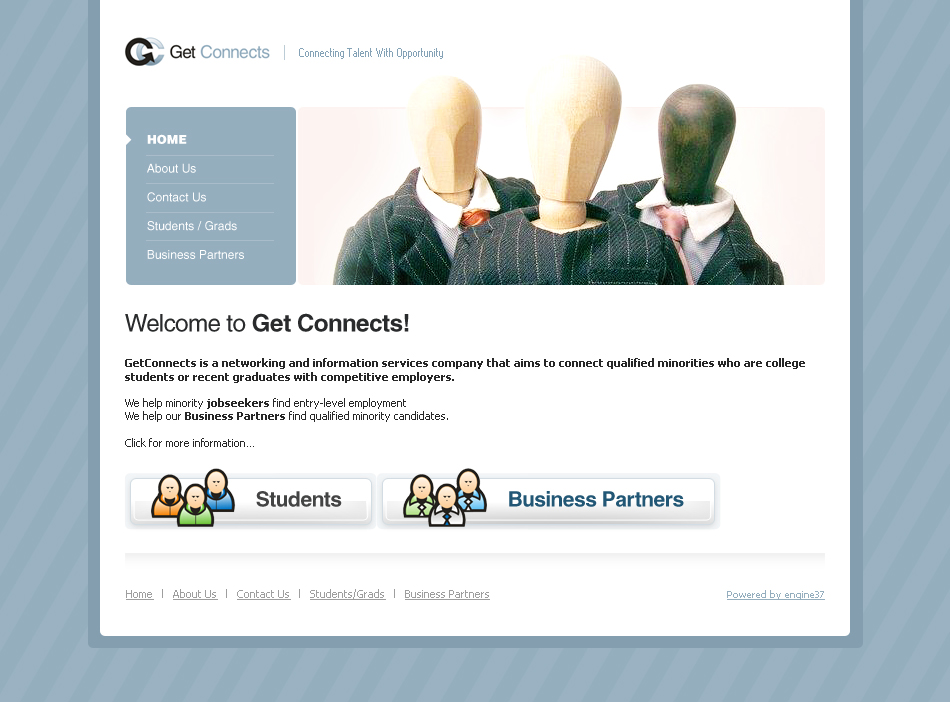 Get Connects | Connecting Talent With Opportunity
HOME
About Us
Contact Us
Students / Grads
Business Partners
Welcome to Get Connects!
GetConnects is a networking and information services company that aims to connect qualified minorities who are college
students or recent graduates with competitive employers.
We help minority jobseekers find entry-level employment
We help our Business Partners find qualified minority candidates.
Click for more information...
Students
Business Partners
Home | About Us | Contact Us | Students/Grads | Business Partners
Powered by engine37